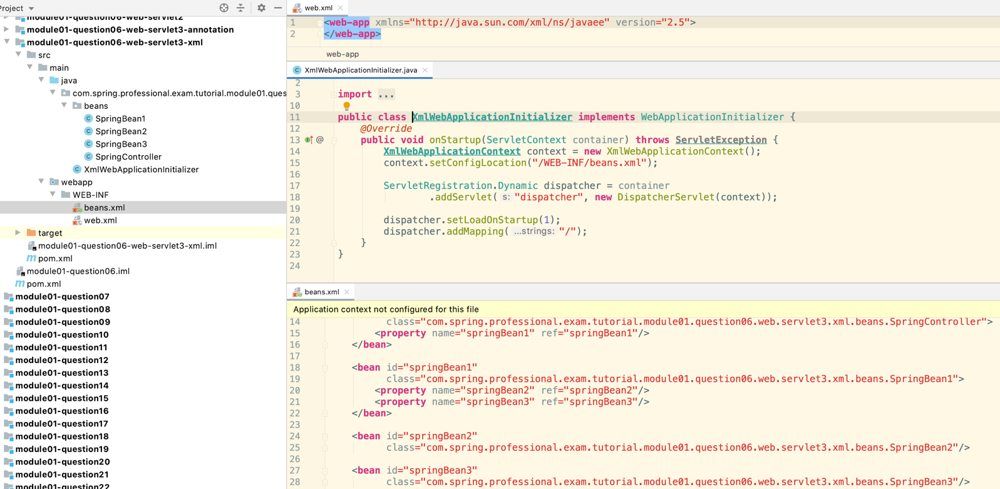 Project
module01-question06-web-servlet2
module01-question06-web-servlet3-annotation
module01-question06-web-servlet3-xml
src
main
java
com.spring.professional.exam.tutorial.module01.ques
beans
SpringBean1
SpringBean2
SpringBean3
SpringController
XmlWebApplicationInitializer
webapp
WEB-INF
beans.xml
web.xml
target
module01-question06-web-servlet3-xml.iml
pom.xml
module01-question06.iml
pom.xml
module01-question07
module01-question08
module01-question09
module01-question10
module01-question11
module01-question12
module01-question13
module01-question14
module01-question15
module01-question16
module01-question17
module01-question18
module01-question19
module01-question20
module01-question21
module01-question22
web.xml
1 <web-app xmlns="http://java.sun.com/xml/ns/javaee" version="2.5">
2 </web-app>
web-app
XmlWebApplicationInitializer.java
2
3 import ...
10
11 public class XmlWebApplicationInitializer implements WebApplicationInitializer {
12 @Override
13 @ public void onStartup(ServletContext container) throws ServletException {
14 XmlWebApplicationContext context = new XmlWebApplicationContext();
15 context.setConfigLocation("/WEB-INF/beans.xml");
16
17 ServletRegistration.Dynamic dispatcher = container
18 .addServlet( s: "dispatcher", new DispatcherServlet(context));
19
20 dispatcher.setLoadOnStartup(1);
21 dispatcher.addMapping( ...strings: "/");
22 }
23 }
24
beans.xml
Application context not configured for this file
14 class="com.spring.professional.exam.tutorial.module01.question06.web.servlet3.xml.beans.SpringController">
15 <property name="springBean1" ref="springBean1"/>
16 </bean>
17
18 <bean id="springBean1"
19 class="com.spring.professional.exam.tutorial.module01.question06.web.servlet3.xml.beans.SpringBean1">
20 <property name="springBean2" ref="springBean2"/>
21 <property name="springBean3" ref="springBean3"/>
22 </bean>
23
24 <bean id="springBean2"
25 class="com.spring.professional.exam.tutorial.module01.question06.web.servlet3.xml.beans.SpringBean2"/>
26
27 <bean id="springBean3"
28 class="com.spring.professional.exam.tutorial.module01.question06.web.servlet3.xml.beans.SpringBean3"/>